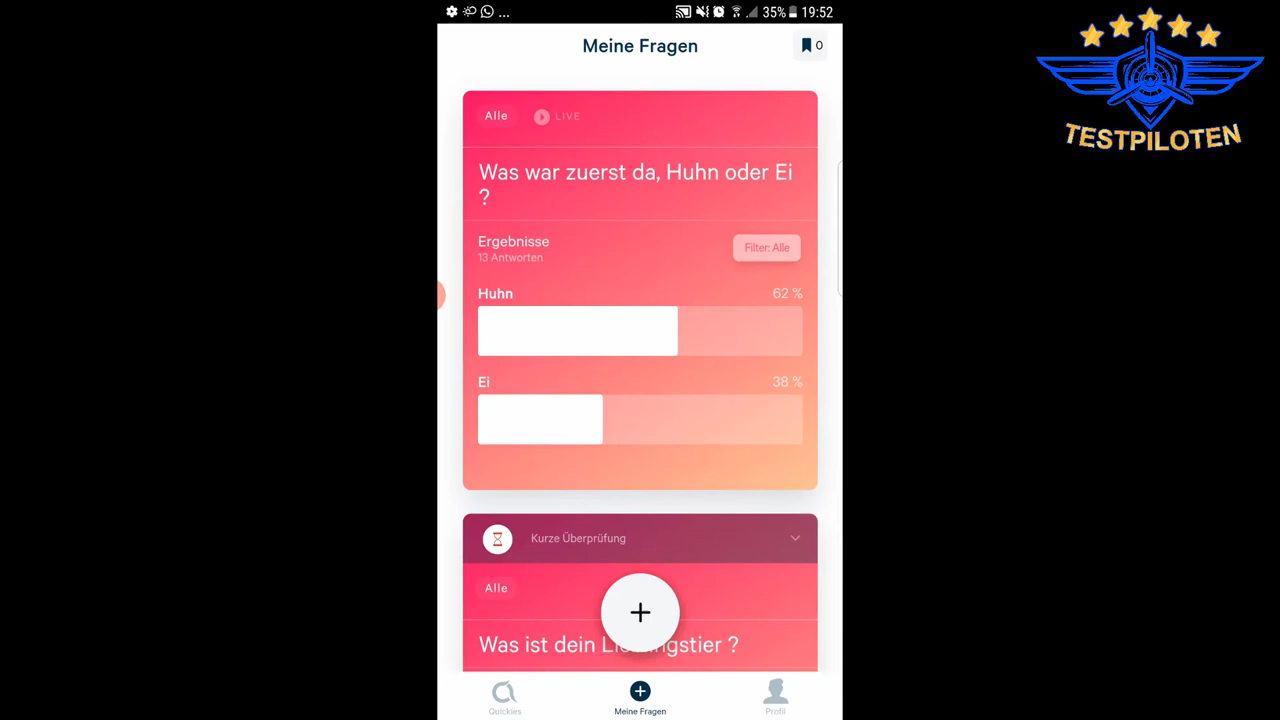 ... 35% 19:52
Meine Fragen
0
Alle LIVE
Was war zuerst da, Huhn oder Ei
?
Ergebnisse
13 Antworten
Filter: Alle
Huhn 62 %
Ei 38 %
Kurze Überprüfung
Alle
Was ist dein Lieblingstier ?
Quickies
Meine Fragen
Profil
TESTPILOTEN